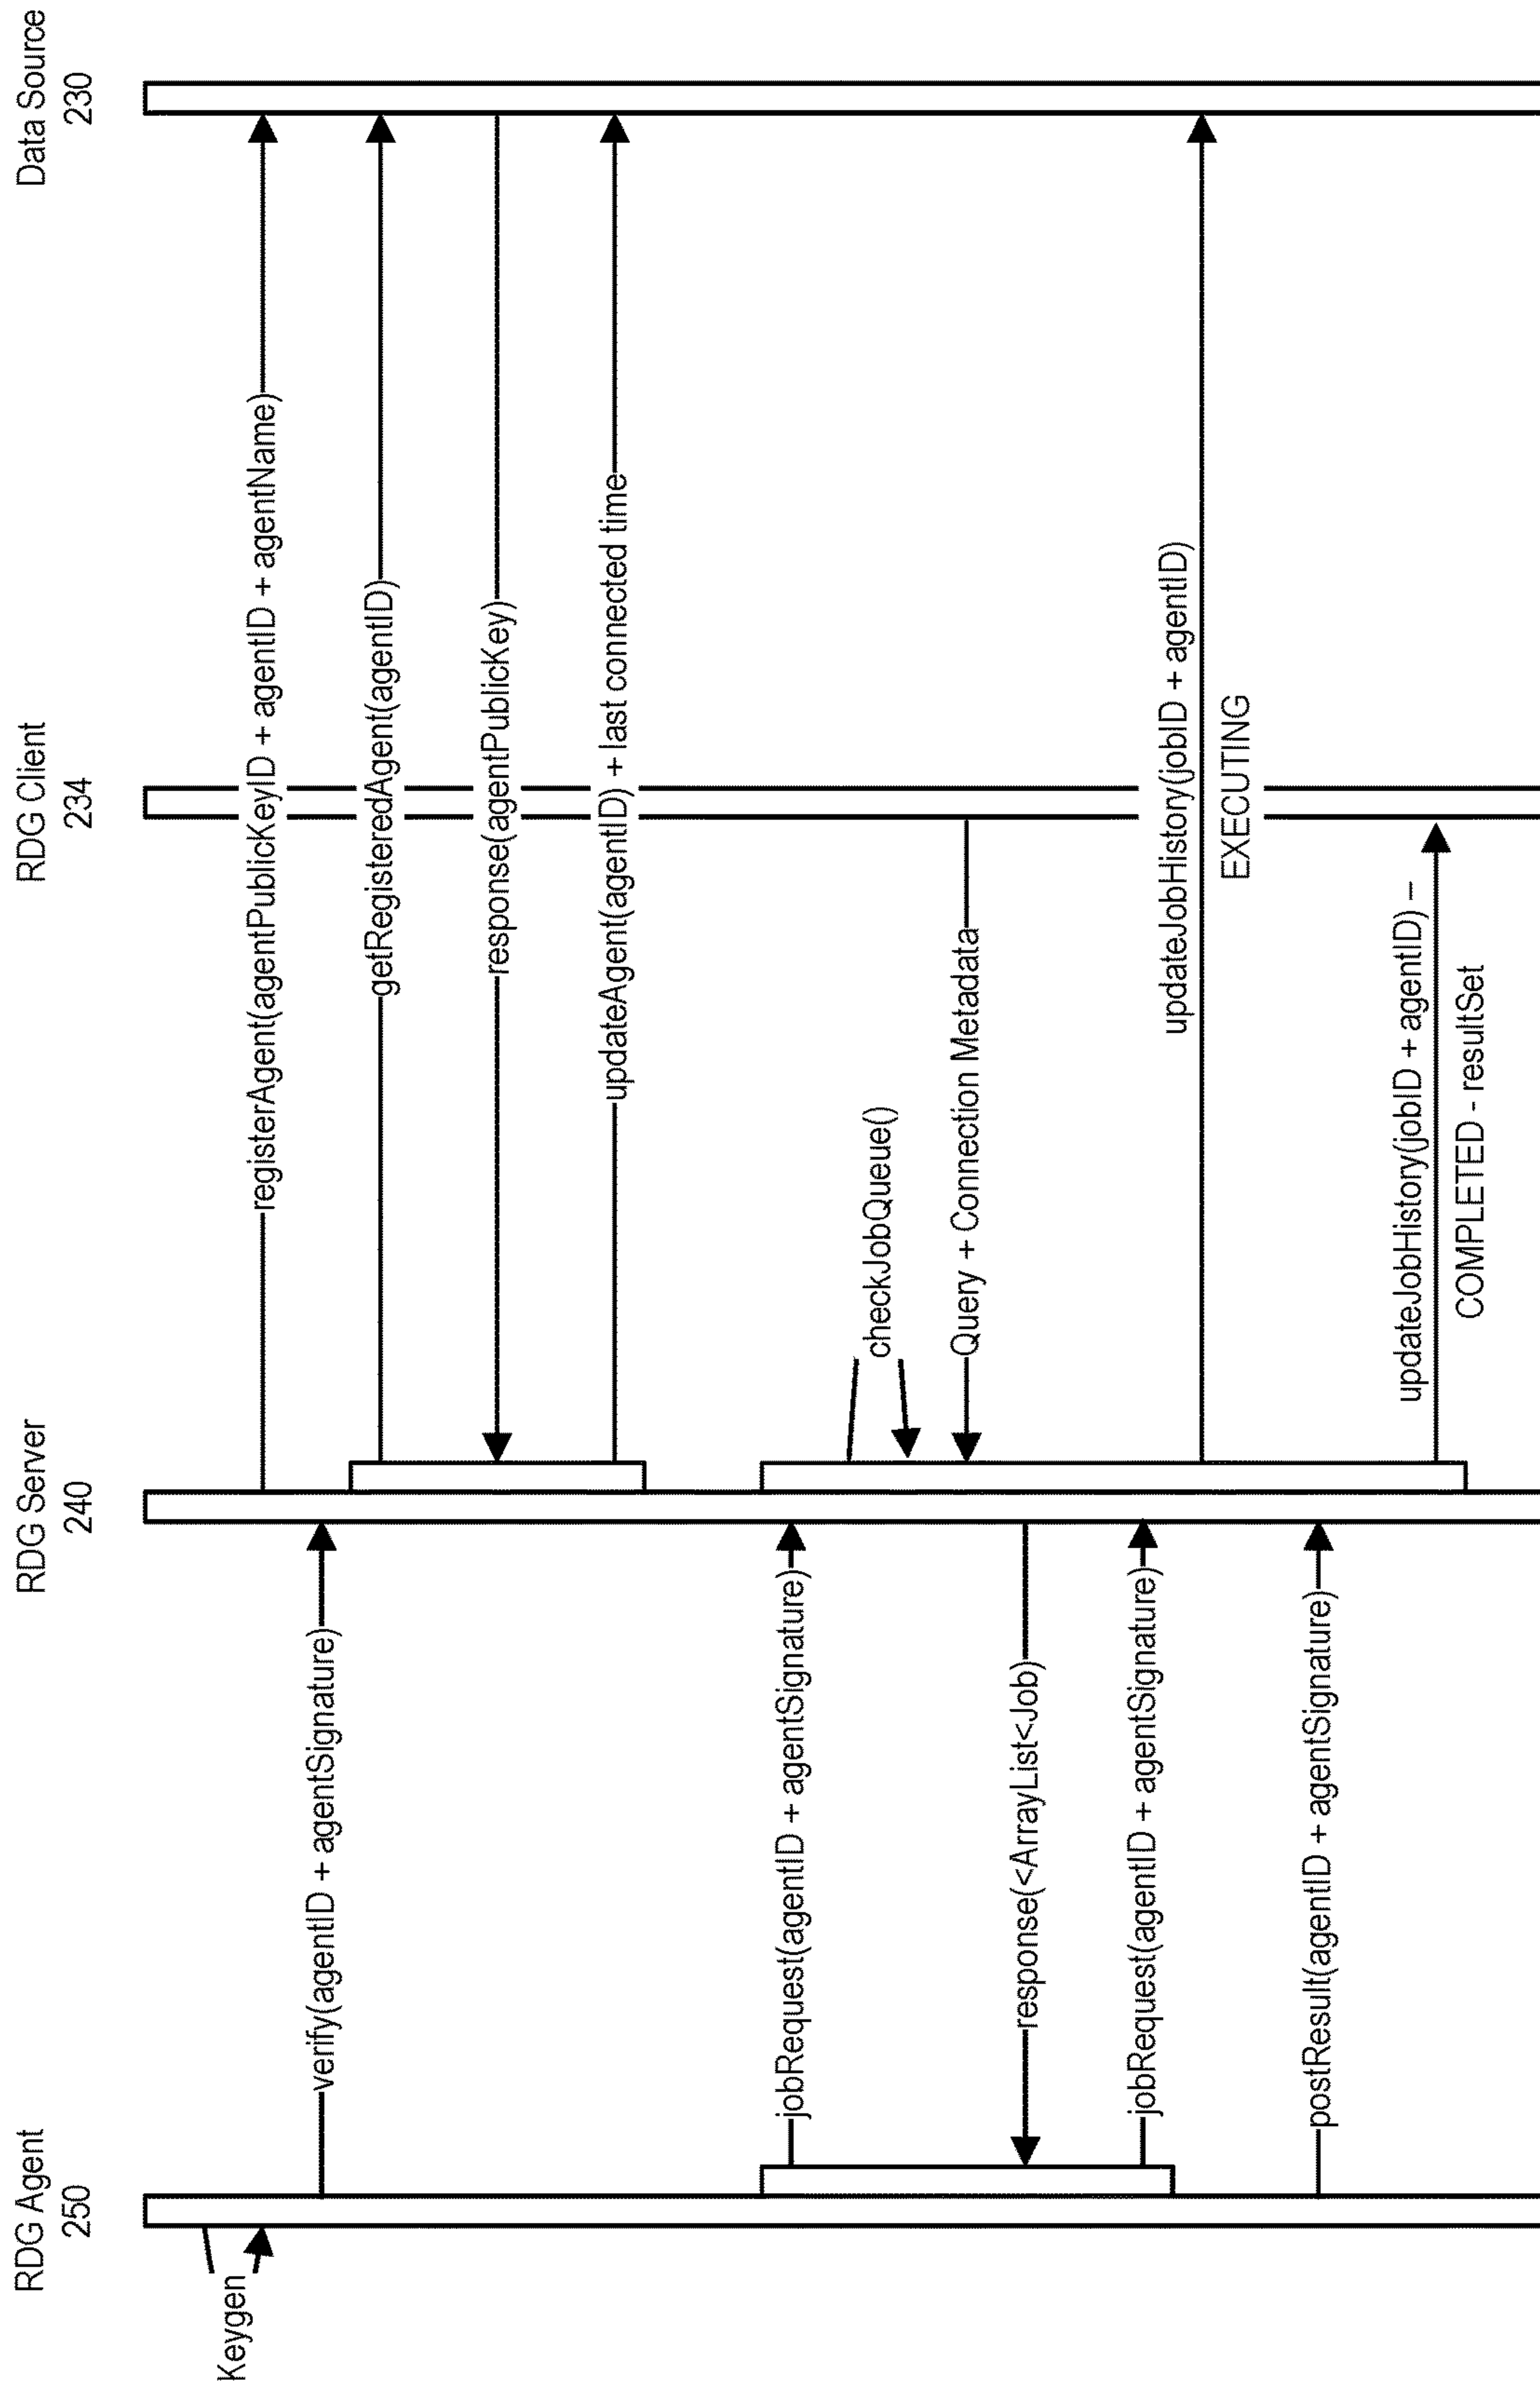 RDG Agent
250
RDG Server
240
RDG Client
234
Data Source
230
Keygen
registerAgent(agentPublicKeyID + agentID + agentName)
verify(agentID + agentSignature)
getRegisteredAgent(agentID)
response(agentPublicKey)
updateAgent(agentID) + last connected time
jobRequest(agentID + agentSignature)
checkJobQueue()
Query + Connection Metadata
response(<ArrayList<Job)
jobRequest(agentID + agentSignature)
updateJobHistory(jobID + agentID)
EXECUTING
postResult(agentID + agentSignature)
updateJobHistory(jobID + agentID) –
COMPLETED - resultSet